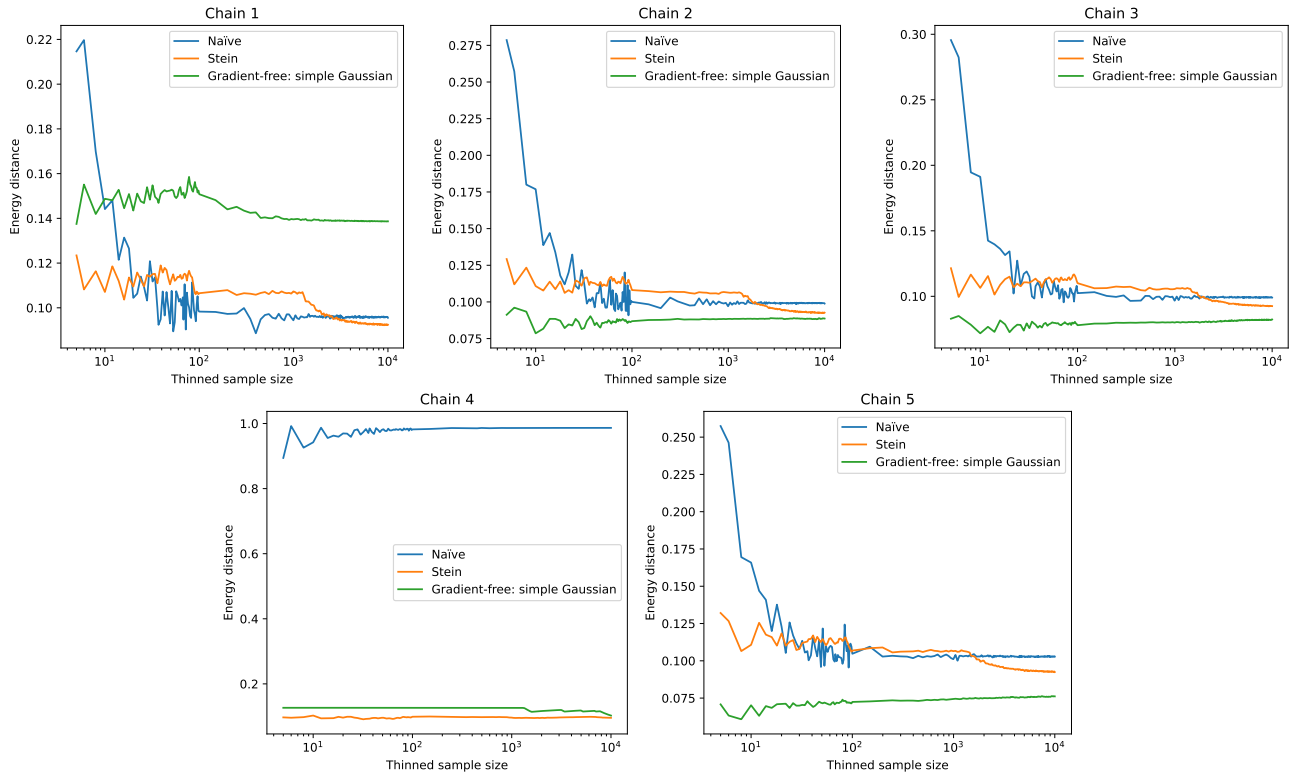 Chain 1
Energy distance
0.22
0.20
0.18
0.16
0.14
0.12
0.10
Naïve
Stein
Gradient-free: simple Gaussian
10¹ 10² 10³ 10⁴
Thinned sample size
Chain 2
Energy distance
0.275
0.250
0.225
0.200
0.175
0.150
0.125
0.100
0.075
Naïve
Stein
Gradient-free: simple Gaussian
10¹ 10² 10³ 10⁴
Thinned sample size
Chain 3
Energy distance
0.30
0.25
0.20
0.15
0.10
Naïve
Stein
Gradient-free: simple Gaussian
10¹ 10² 10³ 10⁴
Thinned sample size
Chain 4
Energy distance
1.0
0.8
0.6
0.4
0.2
Naïve
Stein
Gradient-free: simple Gaussian
10¹ 10² 10³ 10⁴
Thinned sample size
Chain 5
Energy distance
0.250
0.225
0.200
0.175
0.150
0.125
0.100
0.075
Naïve
Stein
Gradient-free: simple Gaussian
10¹ 10² 10³ 10⁴
Thinned sample size